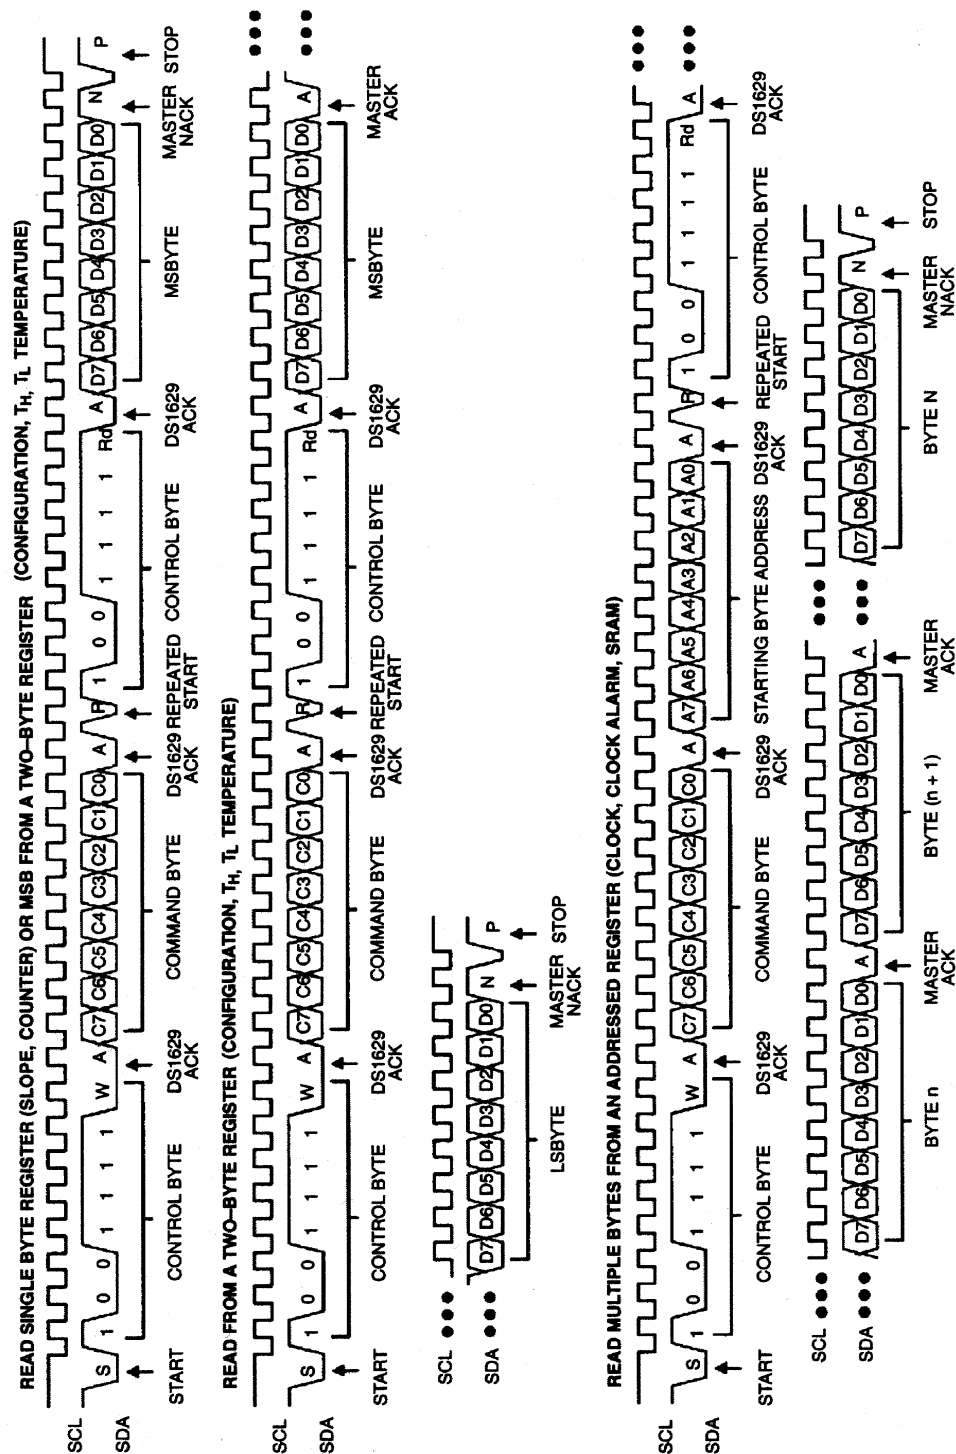 READ SINGLE BYTE REGISTER (SLOPE, COUNTER) OR MSB FROM A TWO–BYTE REGISTER (CONFIGURATION, TH, TL TEMPERATURE)
SCL
SDA S 1 0 0 1 1 1 1 W A C7 C6 C5 C4 C3 C2 C1 C0 A R 1 0 0 1 1 1 1 Rd A D7 D6 D5 D4 D3 D2 D1 D0 N P
START CONTROL BYTE DS1629 ACK COMMAND BYTE DS1629 ACK REPEATED START CONTROL BYTE DS1629 ACK MSBYTE MASTER NACK STOP
READ FROM A TWO–BYTE REGISTER (CONFIGURATION, TH, TL TEMPERATURE)
SCL
SDA S 1 0 0 1 1 1 1 W A C7 C6 C5 C4 C3 C2 C1 C0 A R 1 0 0 1 1 1 1 Rd A D7 D6 D5 D4 D3 D2 D1 D0 A
START CONTROL BYTE DS1629 ACK COMMAND BYTE DS1629 ACK REPEATED START CONTROL BYTE DS1629 ACK MSBYTE MASTER ACK
SCL
SDA D7 D6 D5 D4 D3 D2 D1 D0 N P
LSBYTE MASTER NACK STOP
READ MULTIPLE BYTES FROM AN ADDRESSED REGISTER (CLOCK, CLOCK ALARM, SRAM)
SCL
SDA S 1 0 0 1 1 1 1 W A C7 C6 C5 C4 C3 C2 C1 C0 A A7 A6 A5 A4 A3 A2 A1 A0 A R 1 0 0 1 1 1 1 Rd A
START CONTROL BYTE DS1629 ACK COMMAND BYTE DS1629 ACK STARTING BYTE ADDRESS DS1629 ACK REPEATED START CONTROL BYTE DS1629 ACK
SCL
SDA D7 D6 D5 D4 D3 D2 D1 D0 A D7 D6 D5 D4 D3 D2 D1 D0 A D7 D6 D5 D4 D3 D2 D1 D0 N P
BYTE n MASTER ACK BYTE (n + 1) MASTER ACK BYTE N MASTER NACK STOP